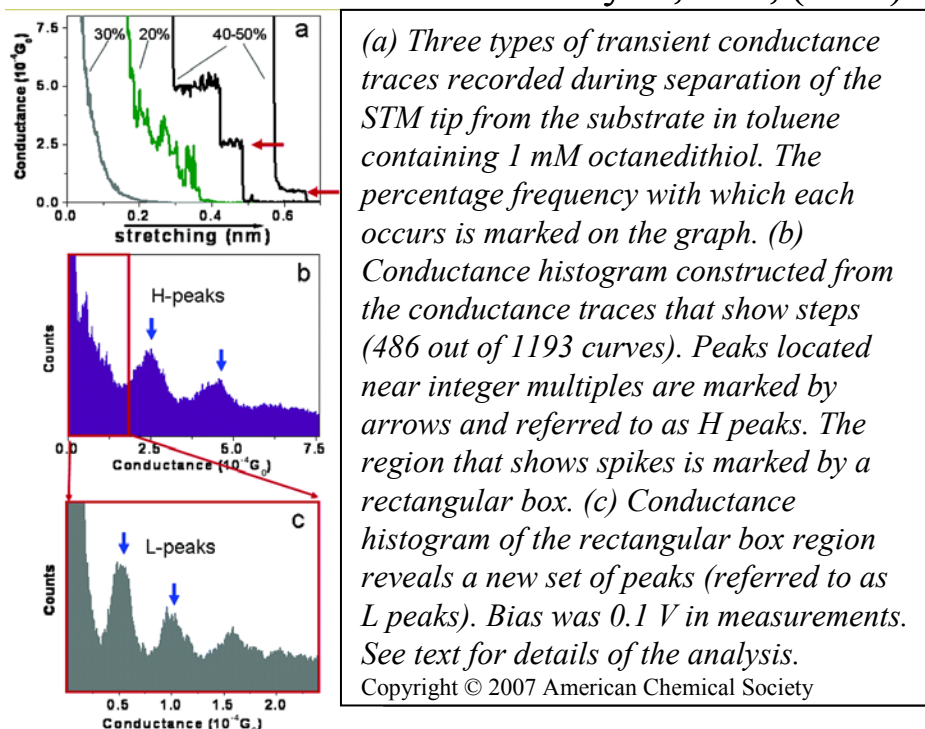 7.5
5.0
2.5
0.0
Conductance (10⁻⁴G₀)
a
30%
20%
40-50%
0.0
0.2
0.4
0.6
stretching (nm)
b
H-peaks
Counts
0.0
2.5
5.0
7.5
Conductance (10⁻⁴G₀)
c
L-peaks
Counts
0.5
1.0
2.0
Conductance (10⁻⁴G
(a) Three types of transient conductance
traces recorded during separation of the
STM tip from the substrate in toluene
containing 1 mM octanedithiol. The
percentage frequency with which each
occurs is marked on the graph. (b)
Conductance histogram constructed from
the conductance traces that show steps
(486 out of 1193 curves). Peaks located
near integer multiples are marked by
arrows and referred to as H peaks. The
region that shows spikes is marked by a
rectangular box. (c) Conductance
histogram of the rectangular box region
reveals a new set of peaks (referred to as
L peaks). Bias was 0.1 V in measurements.
See text for details of the analysis.
Copyright © 2007 American Chemical Society